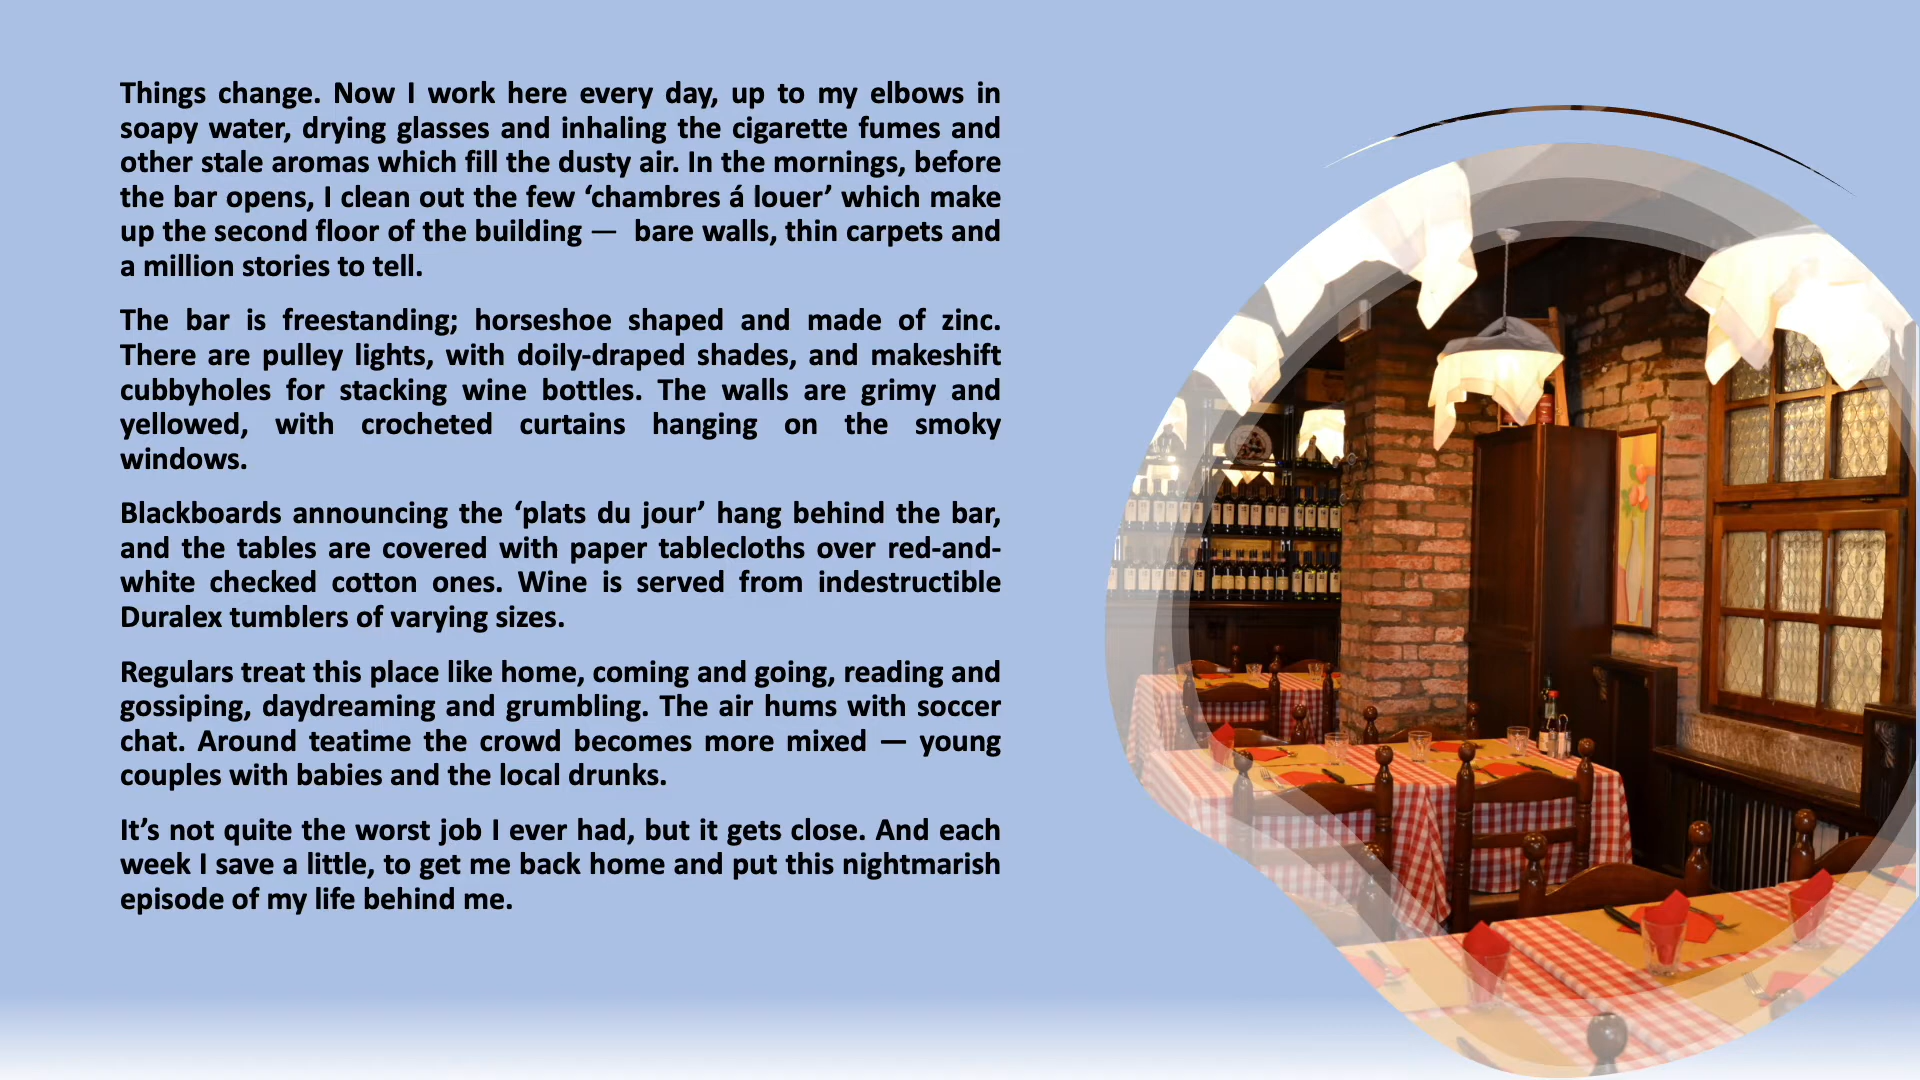 Things change. Now I work here every day, up to my elbows in
soapy water, drying glasses and inhaling the cigarette fumes and
other stale aromas which fill the dusty air. In the mornings, before
the bar opens, I clean out the few ‘chambres á louer’ which make
up the second floor of the building —  bare walls, thin carpets and
a million stories to tell.
The bar is freestanding; horseshoe shaped and made of zinc.
There are pulley lights, with doily-draped shades, and makeshift
cubbyholes for stacking wine bottles. The walls are grimy and
yellowed, with crocheted curtains hanging on the smoky
windows.
Blackboards announcing the ‘plats du jour’ hang behind the bar,
and the tables are covered with paper tablecloths over red-and-
white checked cotton ones. Wine is served from indestructible
Duralex tumblers of varying sizes.
Regulars treat this place like home, coming and going, reading and
gossiping, daydreaming and grumbling. The air hums with soccer
chat. Around teatime the crowd becomes more mixed — young
couples with babies and the local drunks.
It’s not quite the worst job I ever had, but it gets close. And each
week I save a little, to get me back home and put this nightmarish
episode of my life behind me.